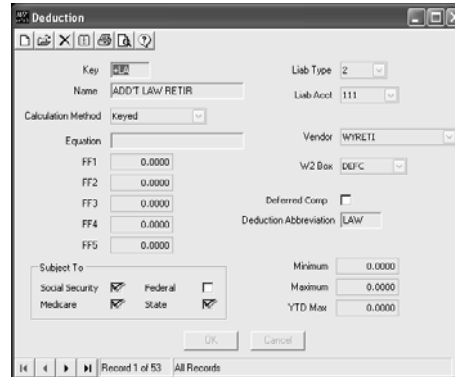 Deduction
Key
Liab Type 2
Name ADD'T LAW RETIR
Liab Acct 111
Calculation Method Keyed
Equation
Vendor WYRETI
FF1 0.0000
W2 Box DEFC
FF2 0.0000
FF3 0.0000
Deferred Comp
FF4 0.0000
Deduction Abbreviation LAW
FF5 0.0000
Subject To
Minimum 0.0000
Social Security Federal
Maximum 0.0000
Medicare State
YTD Max 0.0000
OK Cancel
Record 1 of 53 All Records